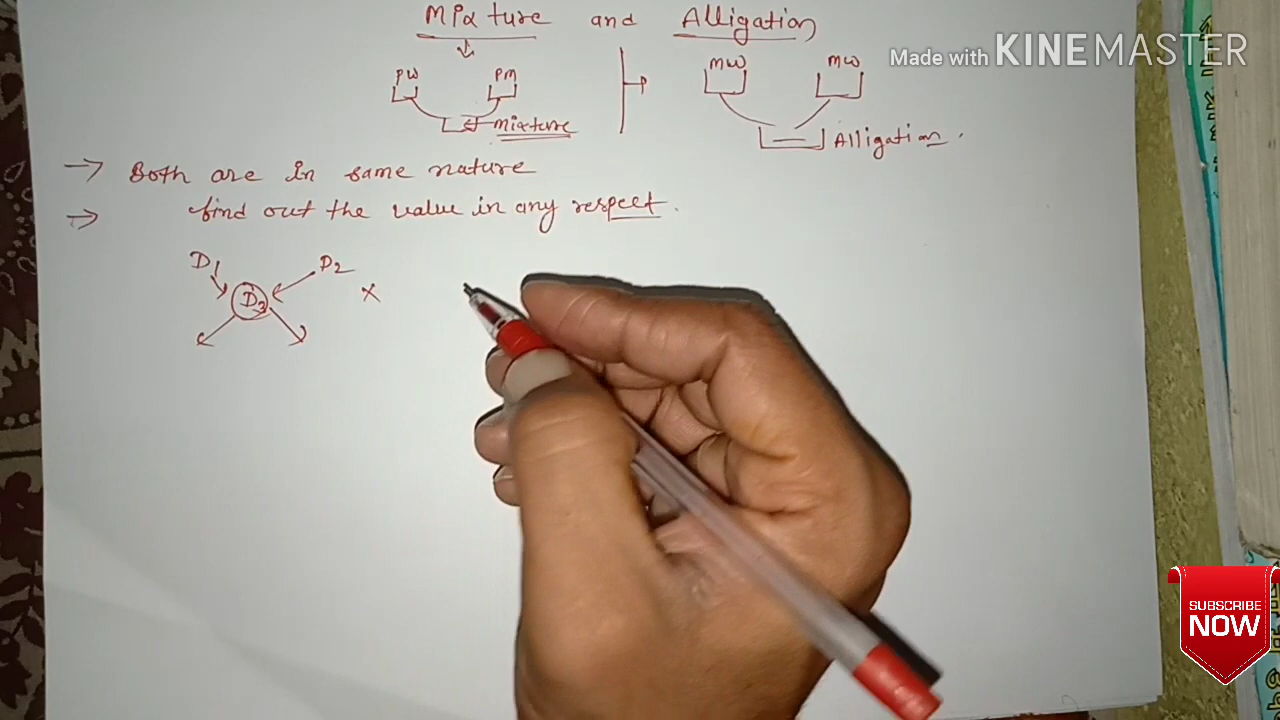 Mixture and Alligation
Made with KINEMASTER
PW PM MW MW
Mixture Alligation.
→ Both are in same nature
→ find out the value in any respect.
D1 D2
D3 x
SUBSCRIBE
NOW